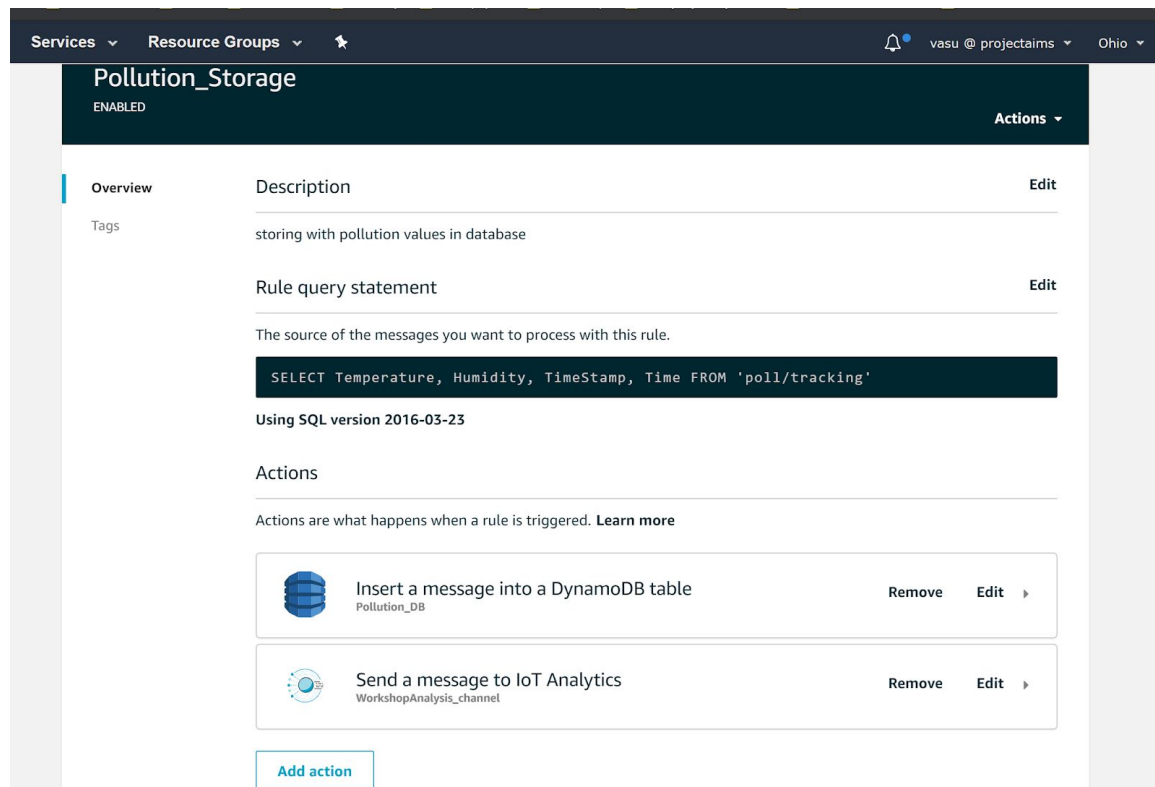 Services Resource Groups vasu @ projectaims Ohio
Pollution_Storage
ENABLED
Actions
Overview
Tags
Description Edit
storing with pollution values in database
Rule query statement Edit
The source of the messages you want to process with this rule.
SELECT Temperature, Humidity, TimeStamp, Time FROM 'poll/tracking'
Using SQL version 2016-03-23
Actions
Actions are what happens when a rule is triggered. Learn more
Insert a message into a DynamoDB table Remove Edit
Pollution_DB
Send a message to IoT Analytics Remove Edit
WorkshopAnalysis_channel
Add action